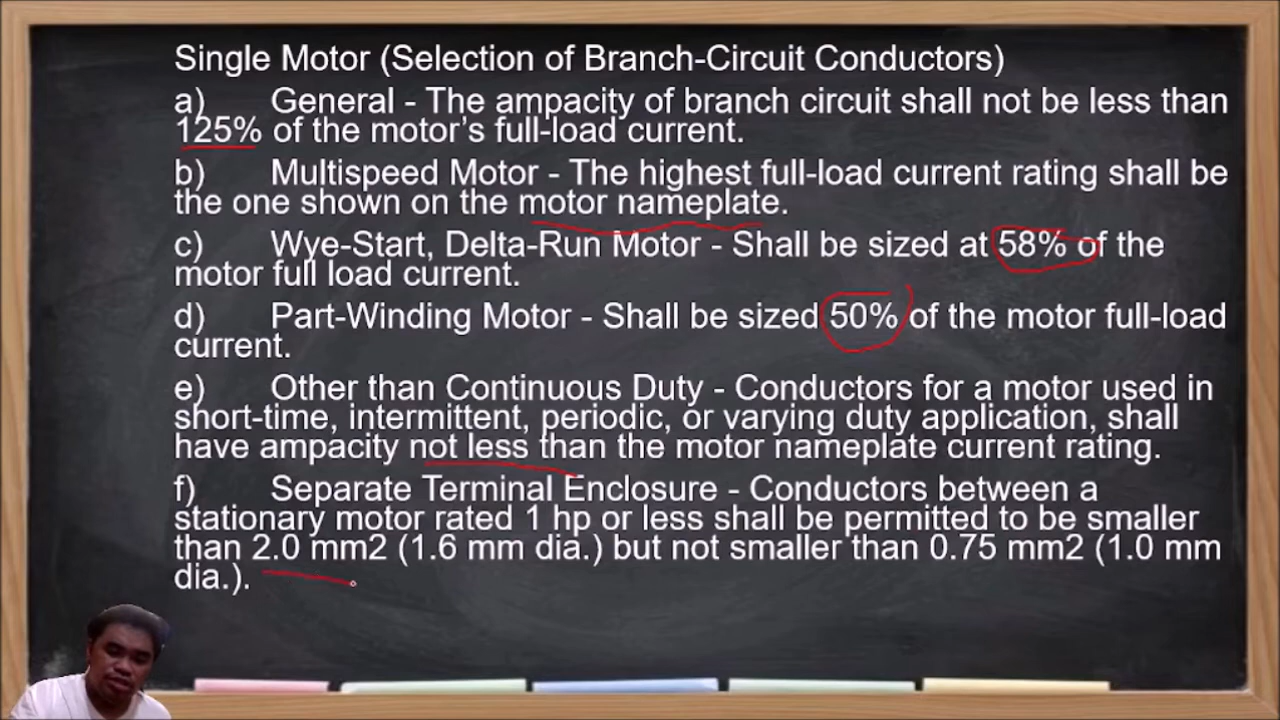 Single Motor (Selection of Branch-Circuit Conductors)
a) General - The ampacity of branch circuit shall not be less than
125% of the motor's full-load current.
b) Multispeed Motor - The highest full-load current rating shall be
the one shown on the motor nameplate.
c) Wye-Start, Delta-Run Motor - Shall be sized at 58% of the
motor full load current.
d) Part-Winding Motor - Shall be sized 50% of the motor full-load
current.
e) Other than Continuous Duty - Conductors for a motor used in
short-time, intermittent, periodic, or varying duty application, shall
have ampacity not less than the motor nameplate current rating.
f) Separate Terminal Enclosure - Conductors between a
stationary motor rated 1 hp or less shall be permitted to be smaller
than 2.0 mm2 (1.6 mm dia.) but not smaller than 0.75 mm2 (1.0 mm
dia.).